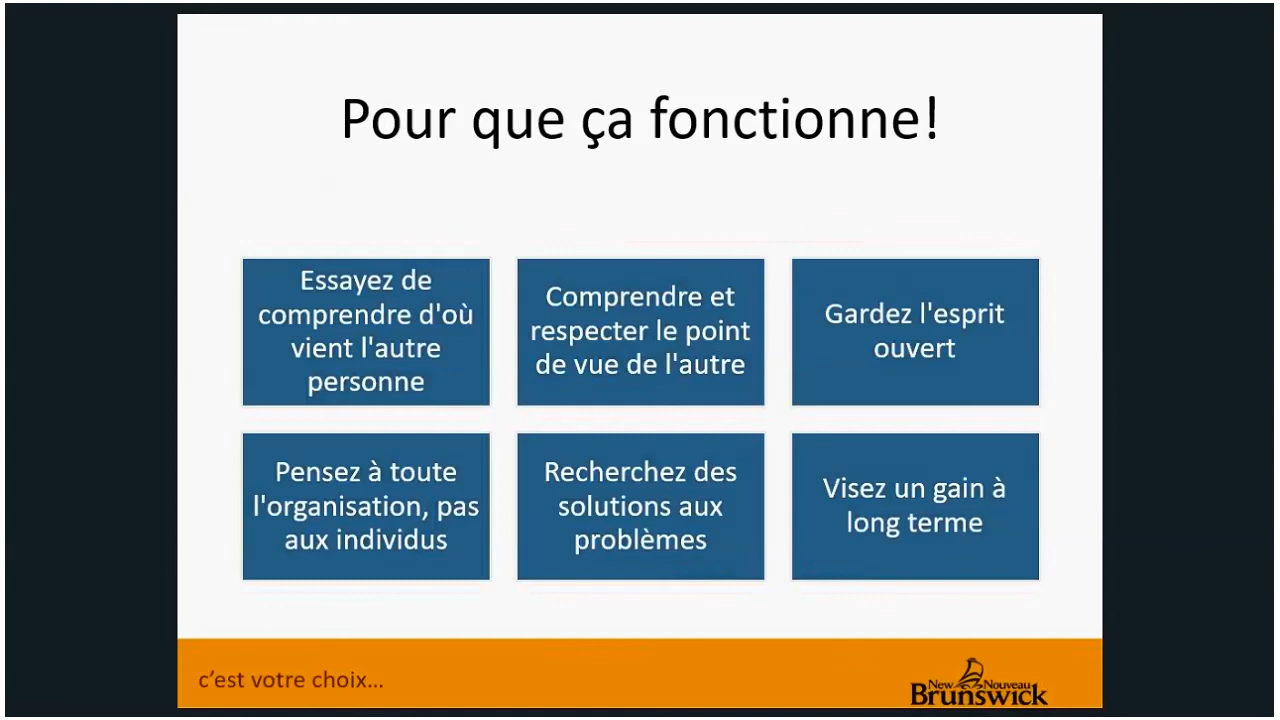 Pour que ça fonctionne!
Essayez de
comprendre d'où
vient l'autre
personne
Comprendre et
respecter le point
de vue de l'autre
Gardez l'esprit
ouvert
Pensez à toute
l'organisation, pas
aux individus
Recherchez des
solutions aux
problèmes
Visez un gain à
long terme
c’est votre choix...
New Nouveau
Brunswick